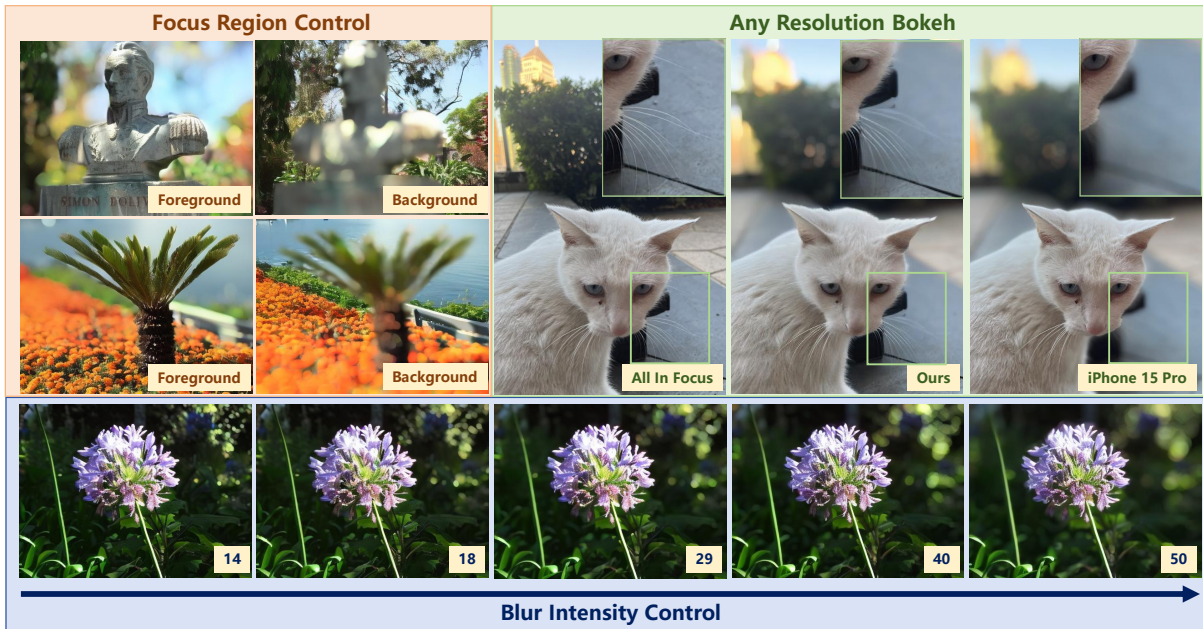 Focus Region Control
Any Resolution Bokeh
SIMON BOLIV
Foreground
Background
Foreground
Background
All In Focus
Ours
iPhone 15 Pro
14
18
29
40
50
Blur Intensity Control